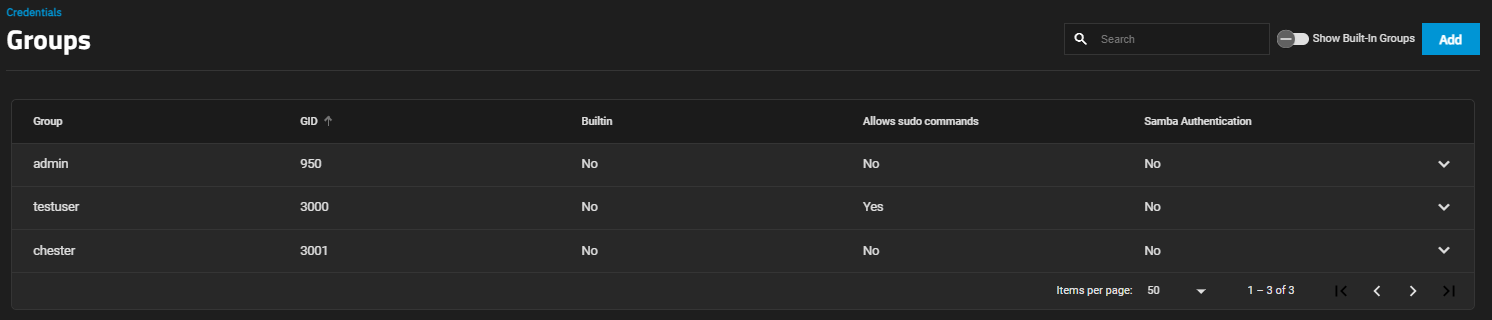 Credentials
Groups
Search
Show Built-In Groups
Add
Group GID Builtin Allows sudo commands Samba Authentication
admin 950 No No No
testuser 3000 No Yes No
chester 3001 No No No
Items per page: 50 1 – 3 of 3